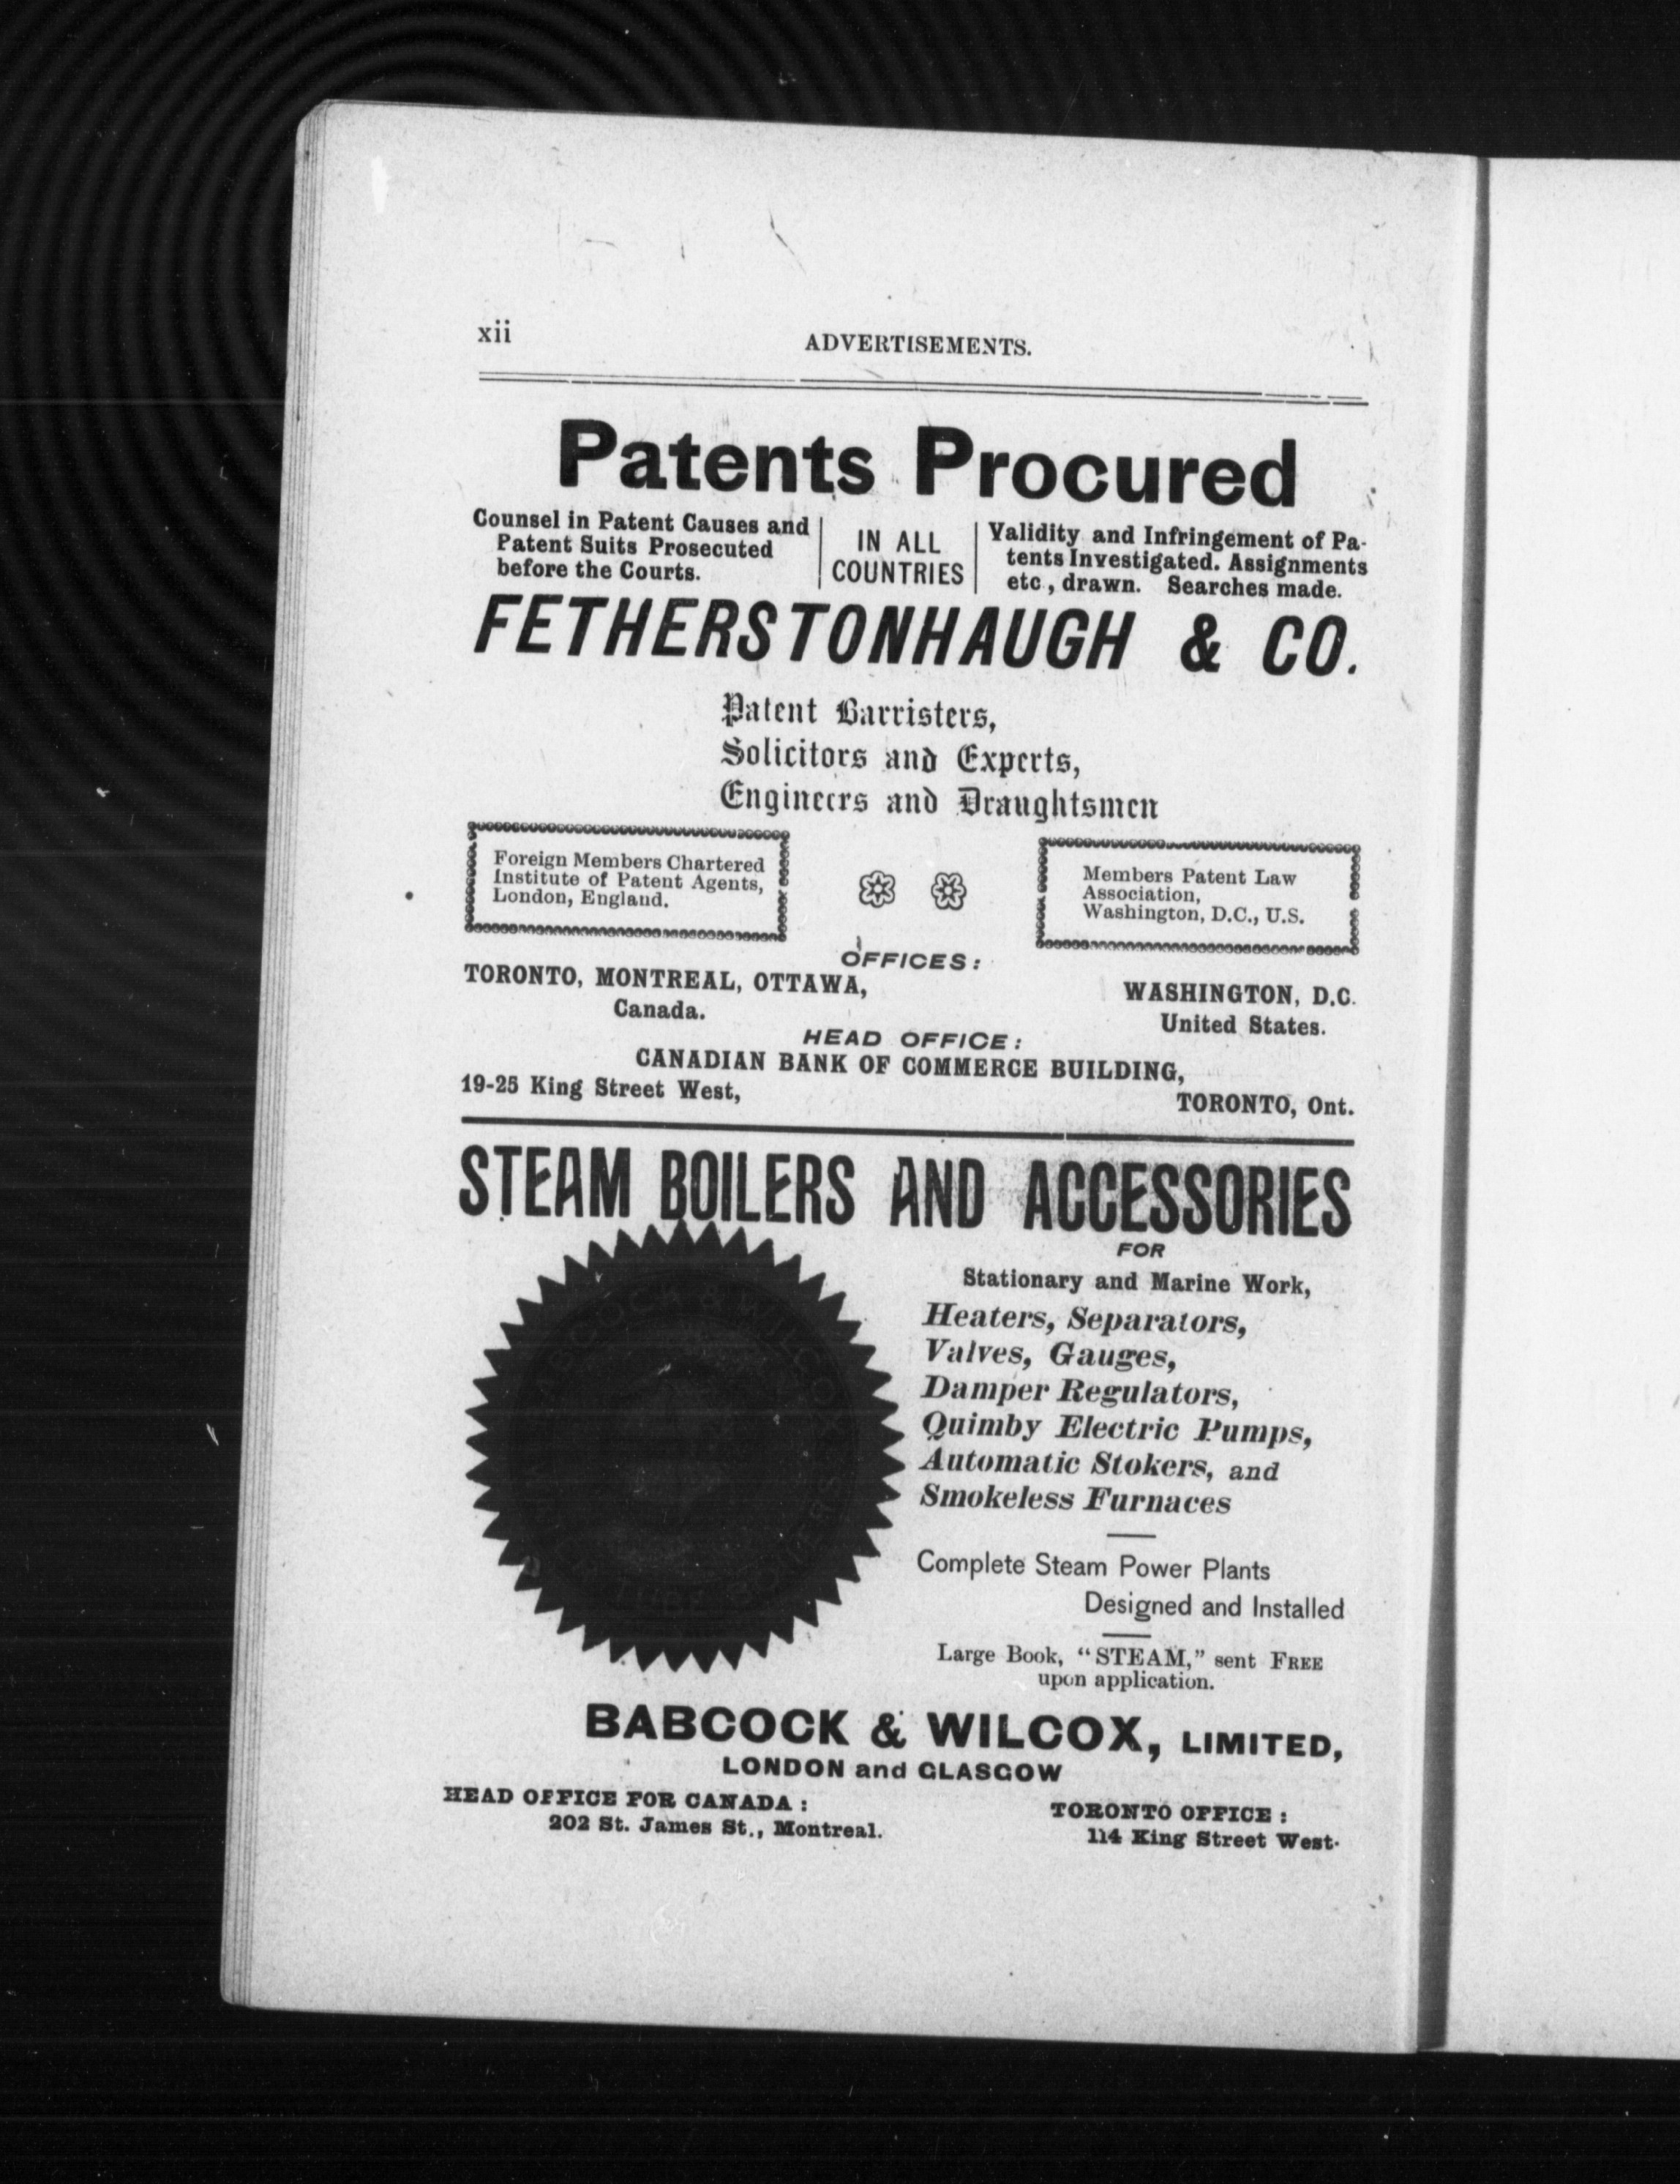 xii
ADVERTISEMENTS.
Patents Procured
Counsel in Patent Causes and
Patent Suits Prosecuted
before the Courts.
IN ALL
COUNTRIES
Validity and Infringement of Pa-
tents Investigated. Assignments
etc., drawn. Searches made.
FETHERSTONHAUGH & CO.
Patent Barristers,
Solicitors and Experts,
Engineers and Draughtsmen
Foreign Members Chartered
Institute of Patent Agents,
London, England.
Members Patent Law
Association,
Washington, D.C., U.S.
OFFICES:
TORONTO, MONTREAL, OTTAWA,
Canada.
WASHINGTON, D.C.
United States.
HEAD OFFICE:
CANADIAN BANK OF COMMERCE BUILDING,
19-25 King Street West,
TORONTO, Ont.
STEAM BOILERS AND ACCESSORIES
FOR
Stationary and Marine Work,
Heaters, Separators,
Valves, Gauges,
Damper Regulators,
Quimby Electric Pumps,
Automatic Stokers, and
Smokeless Furnaces
Complete Steam Power Plants
Designed and Installed
Large Book, "STEAM," sent FREE
upon application.
BABCOCK & WILCOX
BABCOCK & WILCOX, LIMITED,
LONDON and GLASGOW
HEAD OFFICE FOR CANADA :
202 St. James St., Montreal.
TORONTO OFFICE :
114 King Street West.